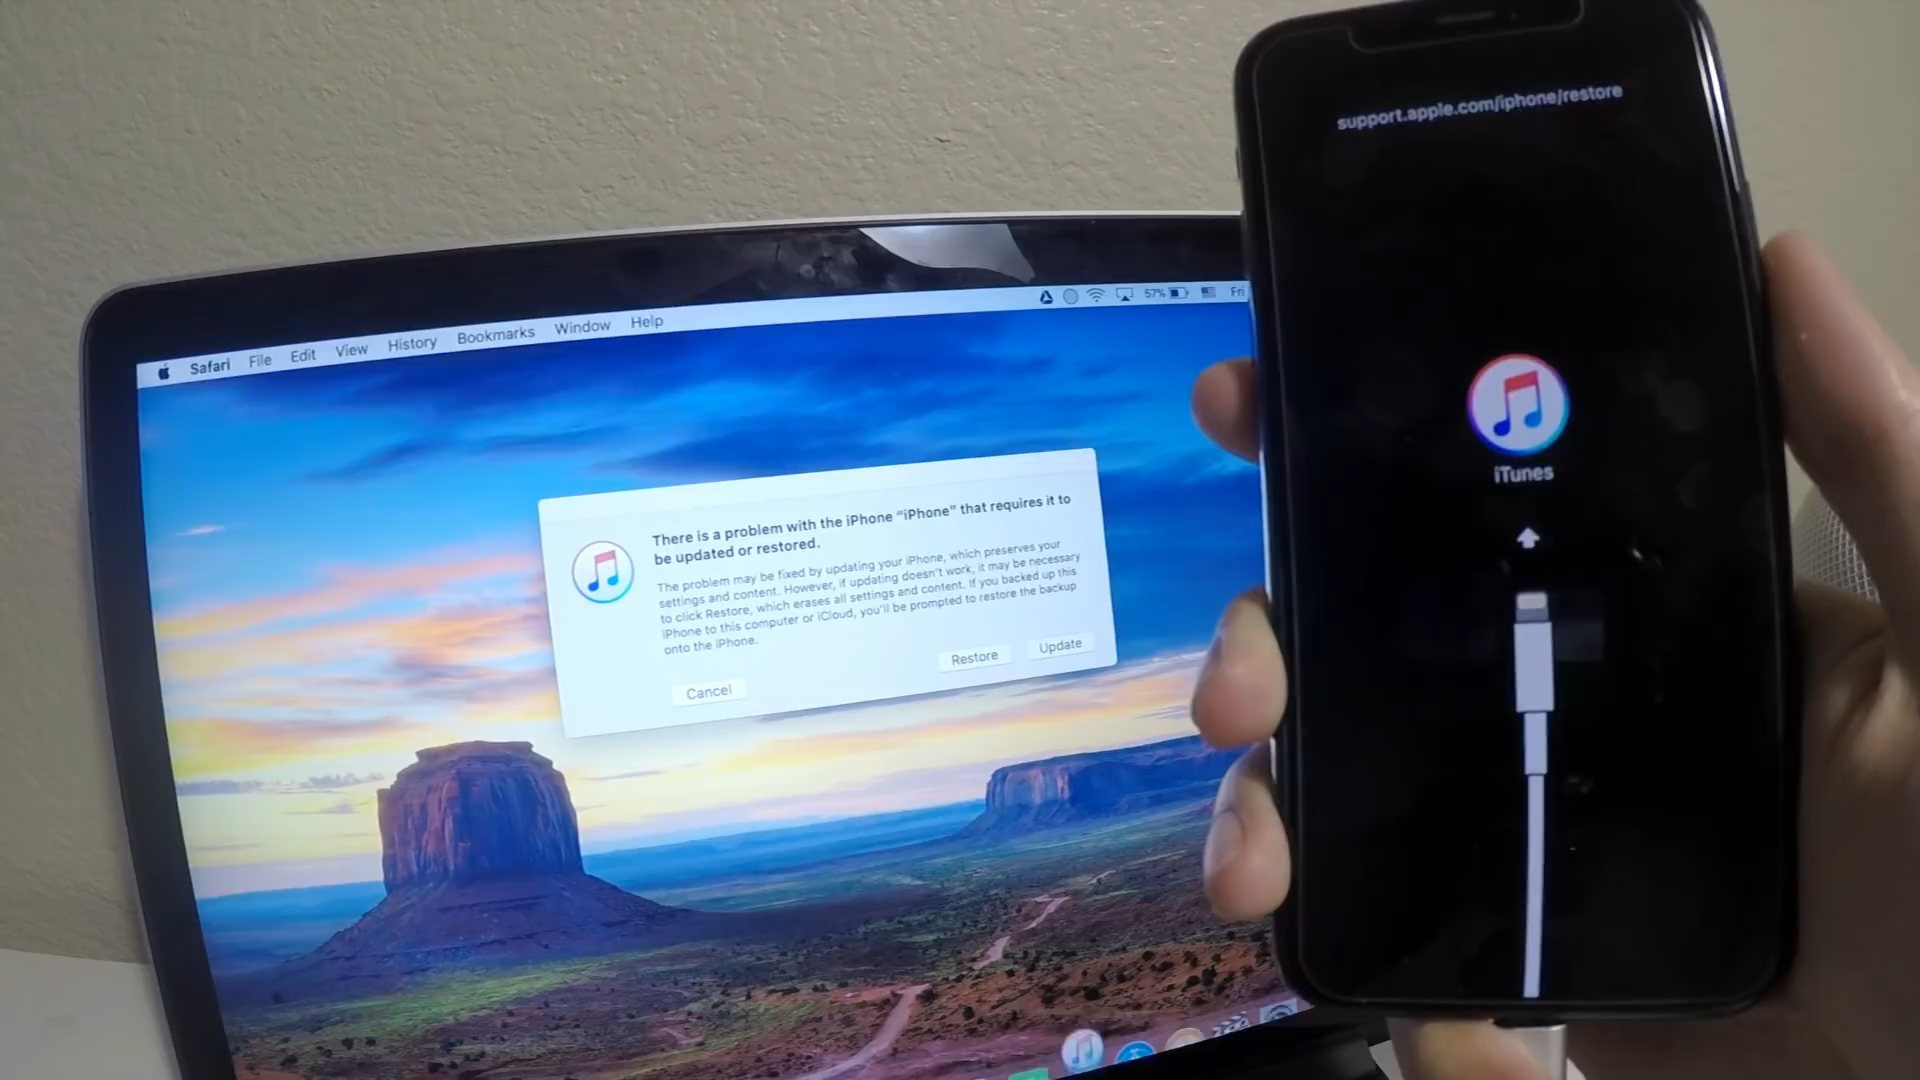 Safari File Edit View History Bookmarks Window Help
57% Fri
There is a problem with the iPhone “iPhone” that requires it to
be updated or restored.
The problem may be fixed by updating your iPhone, which preserves your
settings and content. However, if updating doesn't work, it may be necessary
to click Restore, which erases all settings and content. If you backed up this
iPhone to this computer or iCloud, you'll be prompted to restore the backup
onto the iPhone.
Cancel Restore Update
support.apple.com/iphone/restore
iTunes